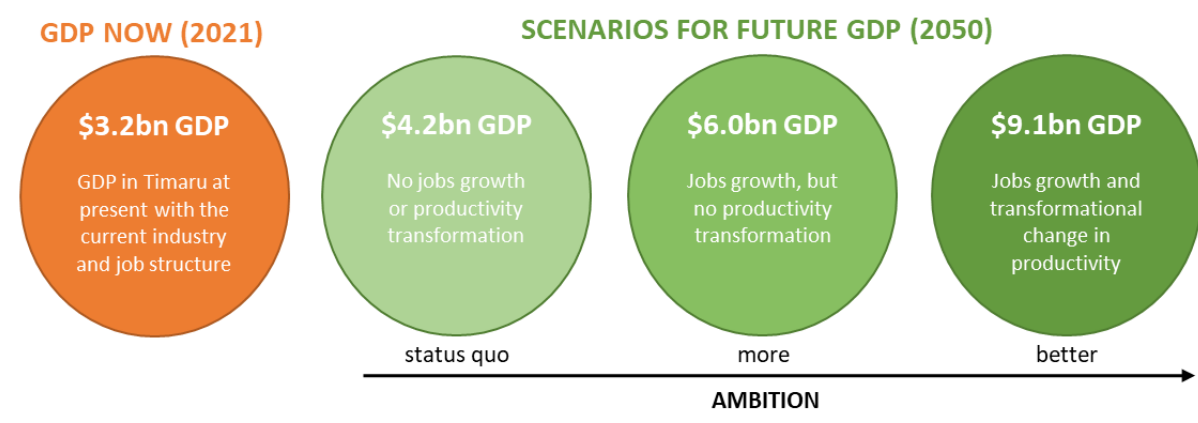 GDP NOW (2021)
SCENARIOS FOR FUTURE GDP (2050)
$3.2bn GDP
GDP in Timaru at
present with the
current industry
and job structure
$4.2bn GDP
No jobs growth
or productivity
transformation
status quo
$6.0bn GDP
Jobs growth, but
no productivity
transformation
more
$9.1bn GDP
Jobs growth and
transformational
change in
productivity
better
AMBITION